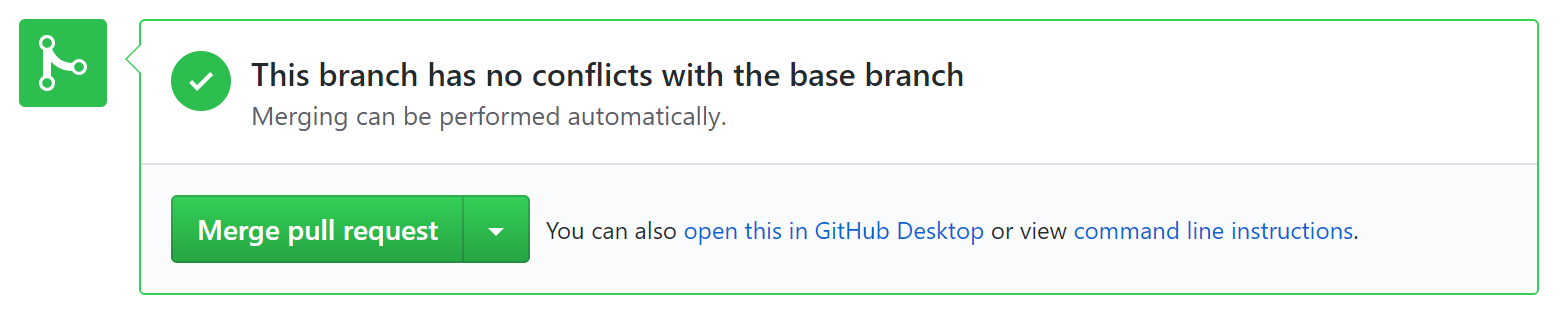 This branch has no conflicts with the base branch
Merging can be performed automatically.
Merge pull request You can also open this in GitHub Desktop or view command line instructions.